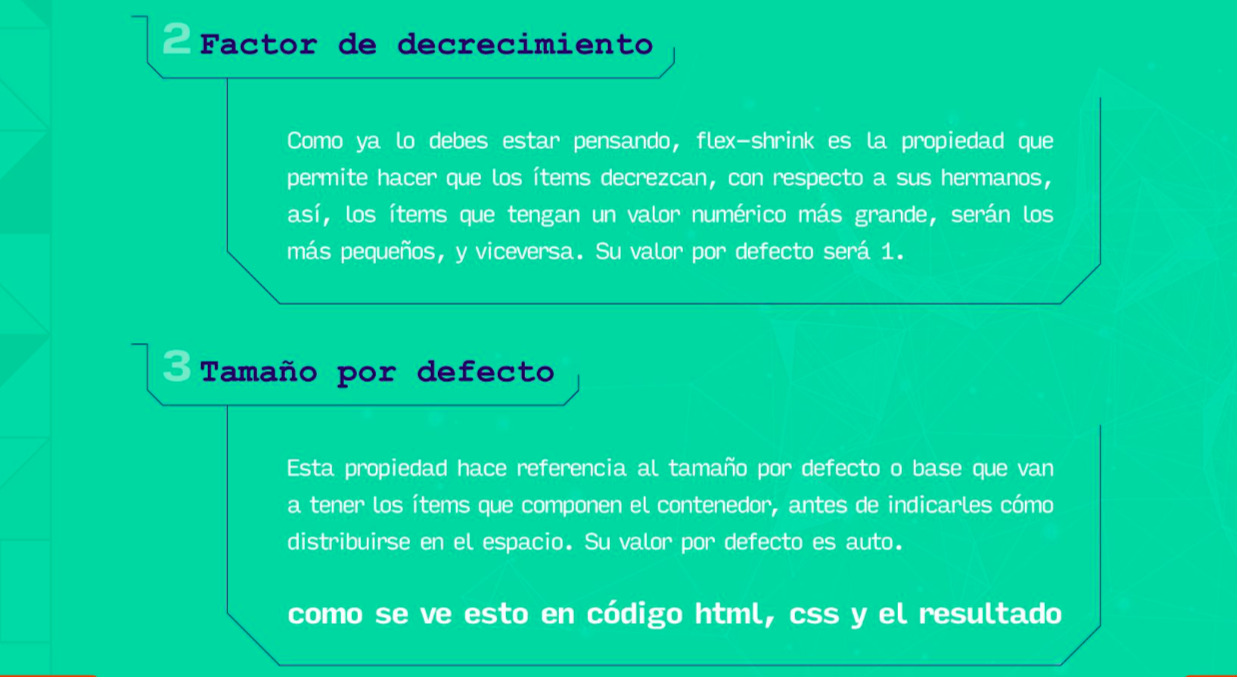 2 Factor de decrecimiento
Como ya lo debes estar pensando, flex-shrink es la propiedad que
permite hacer que los ítems decrezcan, con respecto a sus hermanos,
así, los ítems que tengan un valor numérico más grande, serán los
más pequeños, y viceversa. Su valor por defecto será 1.
3 Tamaño por defecto
Esta propiedad hace referencia al tamaño por defecto o base que van
a tener los ítems que componen el contenedor, antes de indicarles cómo
distribuirse en el espacio. Su valor por defecto es auto.
como se ve esto en código html, css y el resultado